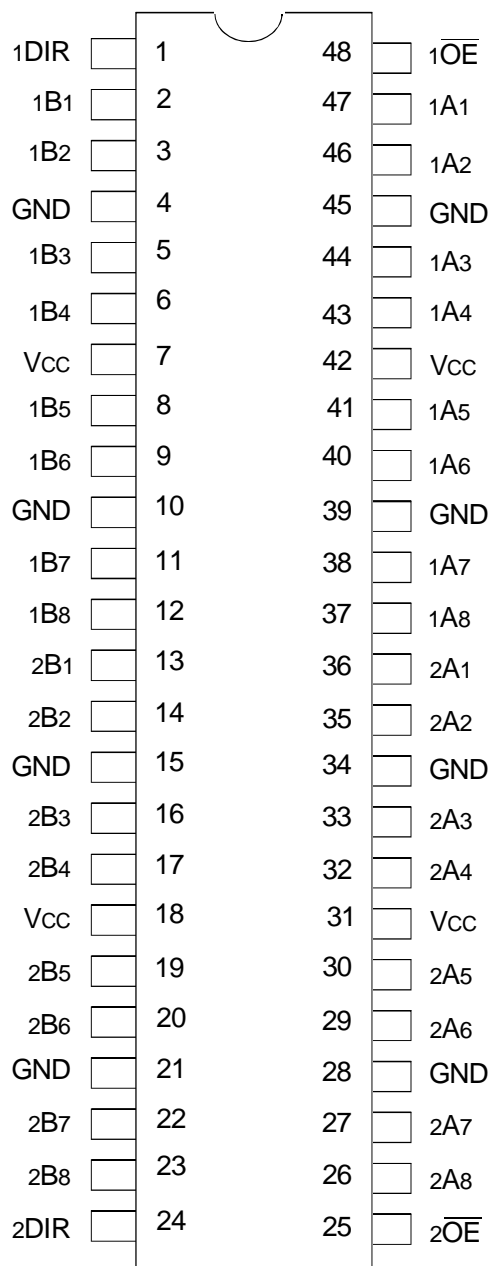 1DIR 1 48 1O̅E̅
1B1 2 47 1A1
1B2 3 46 1A2
GND 4 45 GND
1B3 5 44 1A3
1B4 6 43 1A4
VCC 7 42 VCC
1B5 8 41 1A5
1B6 9 40 1A6
GND 10 39 GND
1B7 11 38 1A7
1B8 12 37 1A8
2B1 13 36 2A1
2B2 14 35 2A2
GND 15 34 GND
2B3 16 33 2A3
2B4 17 32 2A4
VCC 18 31 VCC
2B5 19 30 2A5
2B6 20 29 2A6
GND 21 28 GND
2B7 22 27 2A7
2B8 23 26 2A8
2DIR 24 25 2O̅E̅